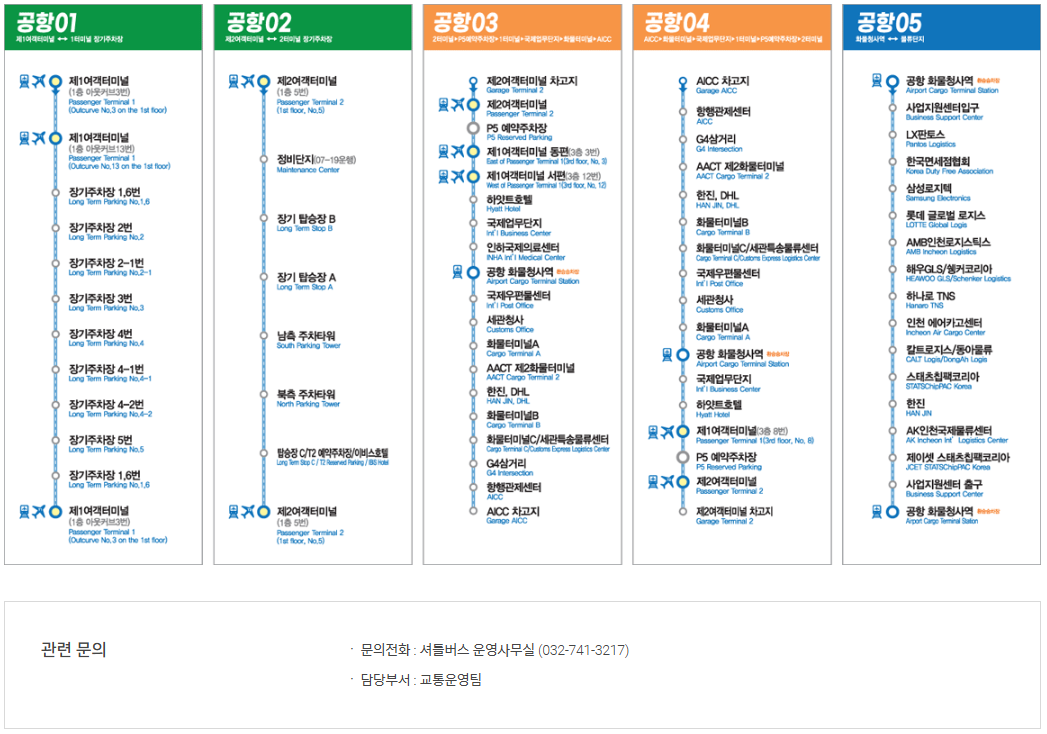 공항01
제1여객터미널 ↔ 1터미널 장기주차장
제1여객터미널
(1층 아웃커브3번)
Passenger Terminal 1
(Outcurve No.3 on the 1st floor)
제1여객터미널
(1층 아웃커브13번)
Passenger Terminal 1
(Outcurve No.13 on the 1st floor)
장기주차장 1,6번
Long Term Parking No.1,6
장기주차장 2번
Long Term Parking No.2
장기주차장 2-1번
Long Term Parking No.2-1
장기주차장 3번
Long Term Parking No.3
장기주차장 4번
Long Term Parking No.4
장기주차장 4-1번
Long Term Parking No.4-1
장기주차장 4-2번
Long Term Parking No.4-2
장기주차장 5번
Long Term Parking No.5
장기주차장 1,6번
Long Term Parking No.1,6
제1여객터미널
(1층 아웃커브3번)
Passenger Terminal 1
(Outcurve No.3 on the 1st floor)
공항02
제2여객터미널 ↔ 2터미널 장기주차장
제2여객터미널
(1층 5번)
Passenger Terminal 2
(1st floor, No.5)
정비단지(07-19운행)
Maintenance Center
장기 탑승장 B
Long Term Stop B
장기 탑승장 A
Long Term Stop A
남측 주차타워
South Parking Tower
북측 주차타워
North Parking Tower
탑승장 C/T2 예약주차장/이비스호텔
Long Term Stop C / T2 Reserved Parking / IBIS Hotel
제2여객터미널
(1층 5번)
Passenger Terminal 2
(1st floor, No.5)
공항03
2터미널▸P5예약주차장▸1터미널▸국제업무단지▸화물터미널▸AICC
제2여객터미널 차고지
Garage Terminal 2
제2여객터미널
Passenger Terminal 2
P5 예약주차장
P5 Reserved Parking
제1여객터미널 동편(3층 3번)
East of Passenger Terminal 1(3rd floor, No, 3)
제1여객터미널 서편(3층 12번)
West of Passenger Terminal 1(3rd floor, No, 12)
하얏트호텔
Hyatt Hotel
국제업무단지
Int'l Business Center
인하국제의료센터
INHA Int'l Medical Center
공항 화물청사역 환승승차장
Airport Cargo Terminal Station
국제우편물센터
Int'l Post Office
세관청사
Customs Office
화물터미널A
Cargo Terminal A
AACT 제2화물터미널
AACT Cargo Terminal 2
한진, DHL
HAN JIN, DHL
화물터미널B
Cargo Terminal B
화물터미널C/세관특송물류센터
Cargo Terminal C/Customs Express Logistics Center
G4삼거리
G4 Intersection
항행관제센터
AICC
AICC 차고지
Garage AICC
공항04
AICC▸화물터미널▸국제업무단지▸1터미널▸P5예약주차장▸2터미널
AICC 차고지
Garage AICC
항행관제센터
AICC
G4삼거리
G4 Intersection
AACT 제2화물터미널
AACT Cargo Terminal 2
한진, DHL
HAN JIN, DHL
화물터미널B
Cargo Terminal B
화물터미널C/세관특송물류센터
Cargo Terminal C/Customs Express Logistics Center
국제우편물센터
Int'l Post Office
세관청사
Customs Office
화물터미널A
Cargo Terminal A
공항 화물청사역 환승승차장
Airport Cargo Terminal Station
국제업무단지
Int'l Business Center
하얏트호텔
Hyatt Hotel
제1여객터미널(3층 8번)
Passenger Terminal 1(3rd floor, No, 8)
P5 예약주차장
P5 Reserved Parking
제2여객터미널
Passenger Terminal 2
제2여객터미널 차고지
Garage Terminal 2
공항05
화물청사역 ↔ 물류단지
공항 화물청사역 환승승차장
Airport Cargo Terminal Station
사업지원센터입구
Business Support Center
LX판토스
Pantos Logistics
한국면세점협회
Korea Duty Free Association
삼성로지텍
Samsung Electronics
롯데 글로벌 로지스
LOTTE Global Logis
AMB인천로지스틱스
AMB Incheon Logistics
해우GLS/쉥커코리아
HEAWOO GLS/Schenker Logistics
하나로 TNS
Hanaro TNS
인천 에어카고센터
Incheon Air Cargo Center
칼트로지스/동아물류
CALT Logis/DongAh Logis
스태츠칩팩코리아
STATSChipPAC Korea
한진
HAN JIN
AK인천국제물류센터
AK Incheon Int' Logistics Center
제이셋 스태츠칩팩코리아
JCET STATSChipPAC Korea
사업지원센터 출구
Business Support Center
공항 화물청사역 환승승차장
Airport Cargo Terminal Station
관련 문의
· 문의전화 : 셔틀버스 운영사무실 (032-741-3217)
· 담당부서 : 교통운영팀